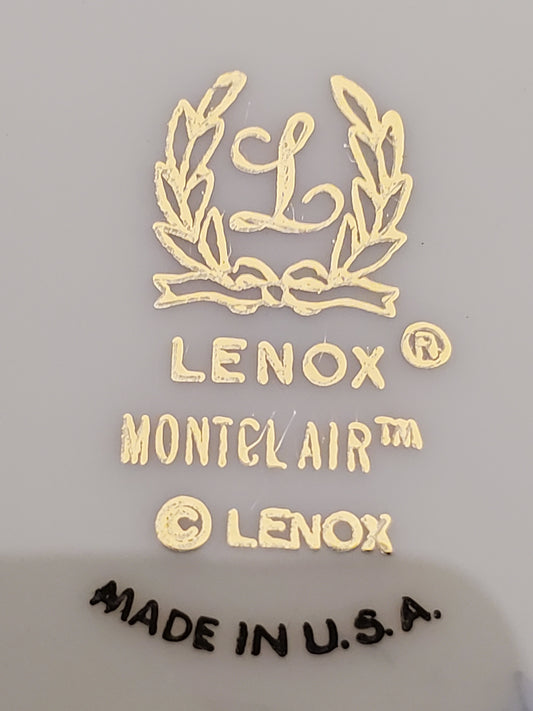 L
LENOX®
MONTCLAIR™
© LENOX
MADE IN U.S.A.